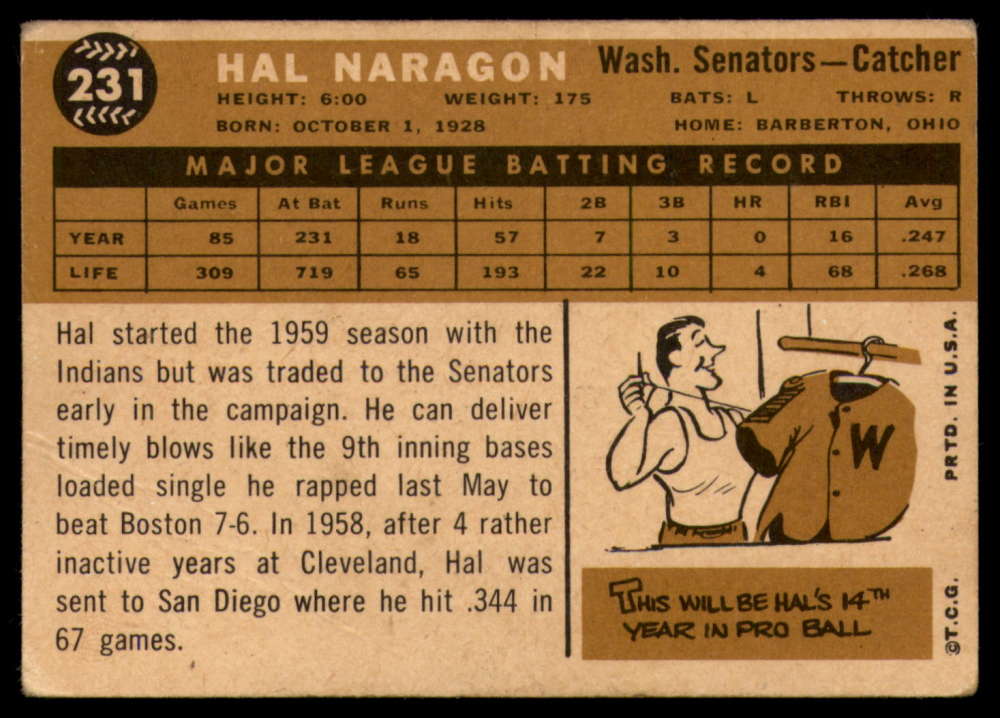 231
HAL NARAGON Wash. Senators—Catcher
HEIGHT: 6:00 WEIGHT: 175 BATS: L THROWS: R
BORN: OCTOBER 1, 1928 HOME: BARBERTON, OHIO
MAJOR LEAGUE BATTING RECORD
Games At Bat Runs Hits 2B 3B HR RBI Avg
YEAR 85 231 18 57 7 3 0 16 .247
LIFE 309 719 65 193 22 10 4 68 .268
Hal started the 1959 season with the
Indians but was traded to the Senators
early in the campaign. He can deliver
timely blows like the 9th inning bases
loaded single he rapped last May to
beat Boston 7-6. In 1958, after 4 rather
inactive years at Cleveland, Hal was
sent to San Diego where he hit .344 in
67 games.
W
THIS WILL BE HAL'S 14TH
YEAR IN PRO BALL
©T.C.G. PRTD. IN U.S.A.